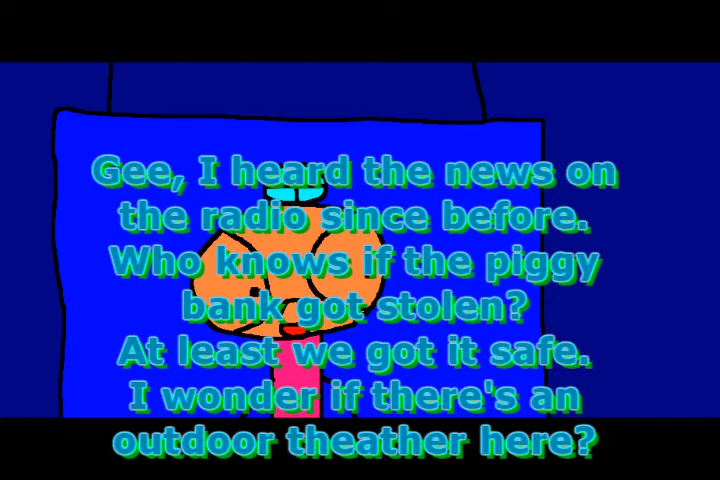 Gee, I heard the news on
the radio since before.
Who knows if the piggy
bank got stolen?
At least we got it safe.
I wonder if there's an
outdoor theather here?